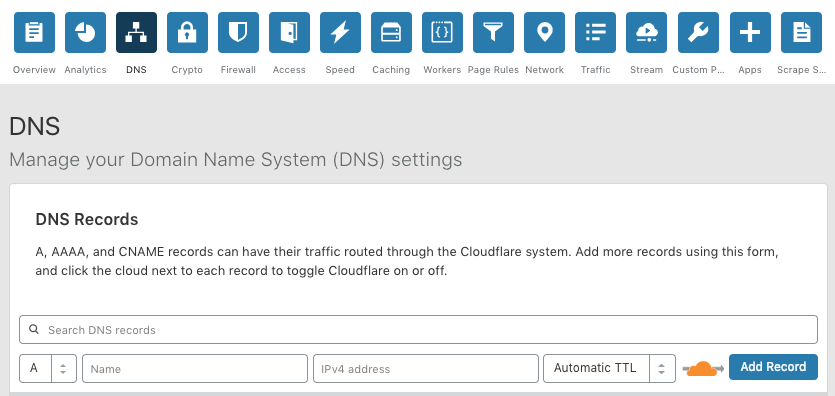 Overview Analytics DNS Crypto Firewall Access Speed Caching Workers Page Rules Network Traffic Stream Custom P... Apps Scrape S...
DNS
Manage your Domain Name System (DNS) settings
DNS Records
A, AAAA, and CNAME records can have their traffic routed through the Cloudflare system. Add more records using this form,
and click the cloud next to each record to toggle Cloudflare on or off.
Search DNS records
A Name IPv4 address Automatic TTL Add Record